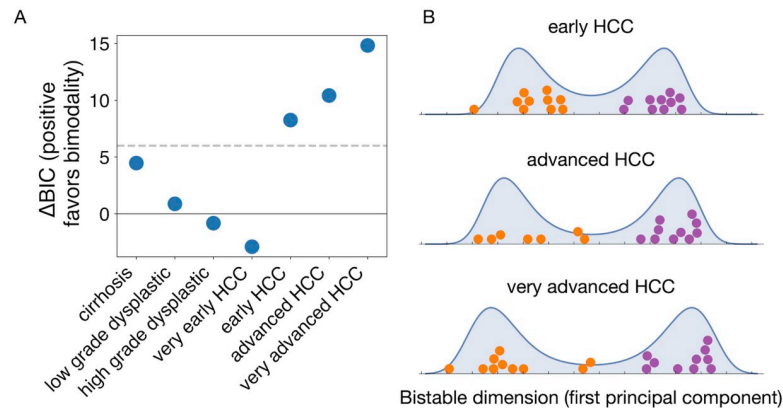 A
ΔBIC (positive
favors bimodality)
15
10
5
0
cirrhosis
low grade dysplastic
high grade dysplastic
very early HCC
early HCC
advanced HCC
very advanced HCC
B
early HCC
advanced HCC
very advanced HCC
Bistable dimension (first principal component)